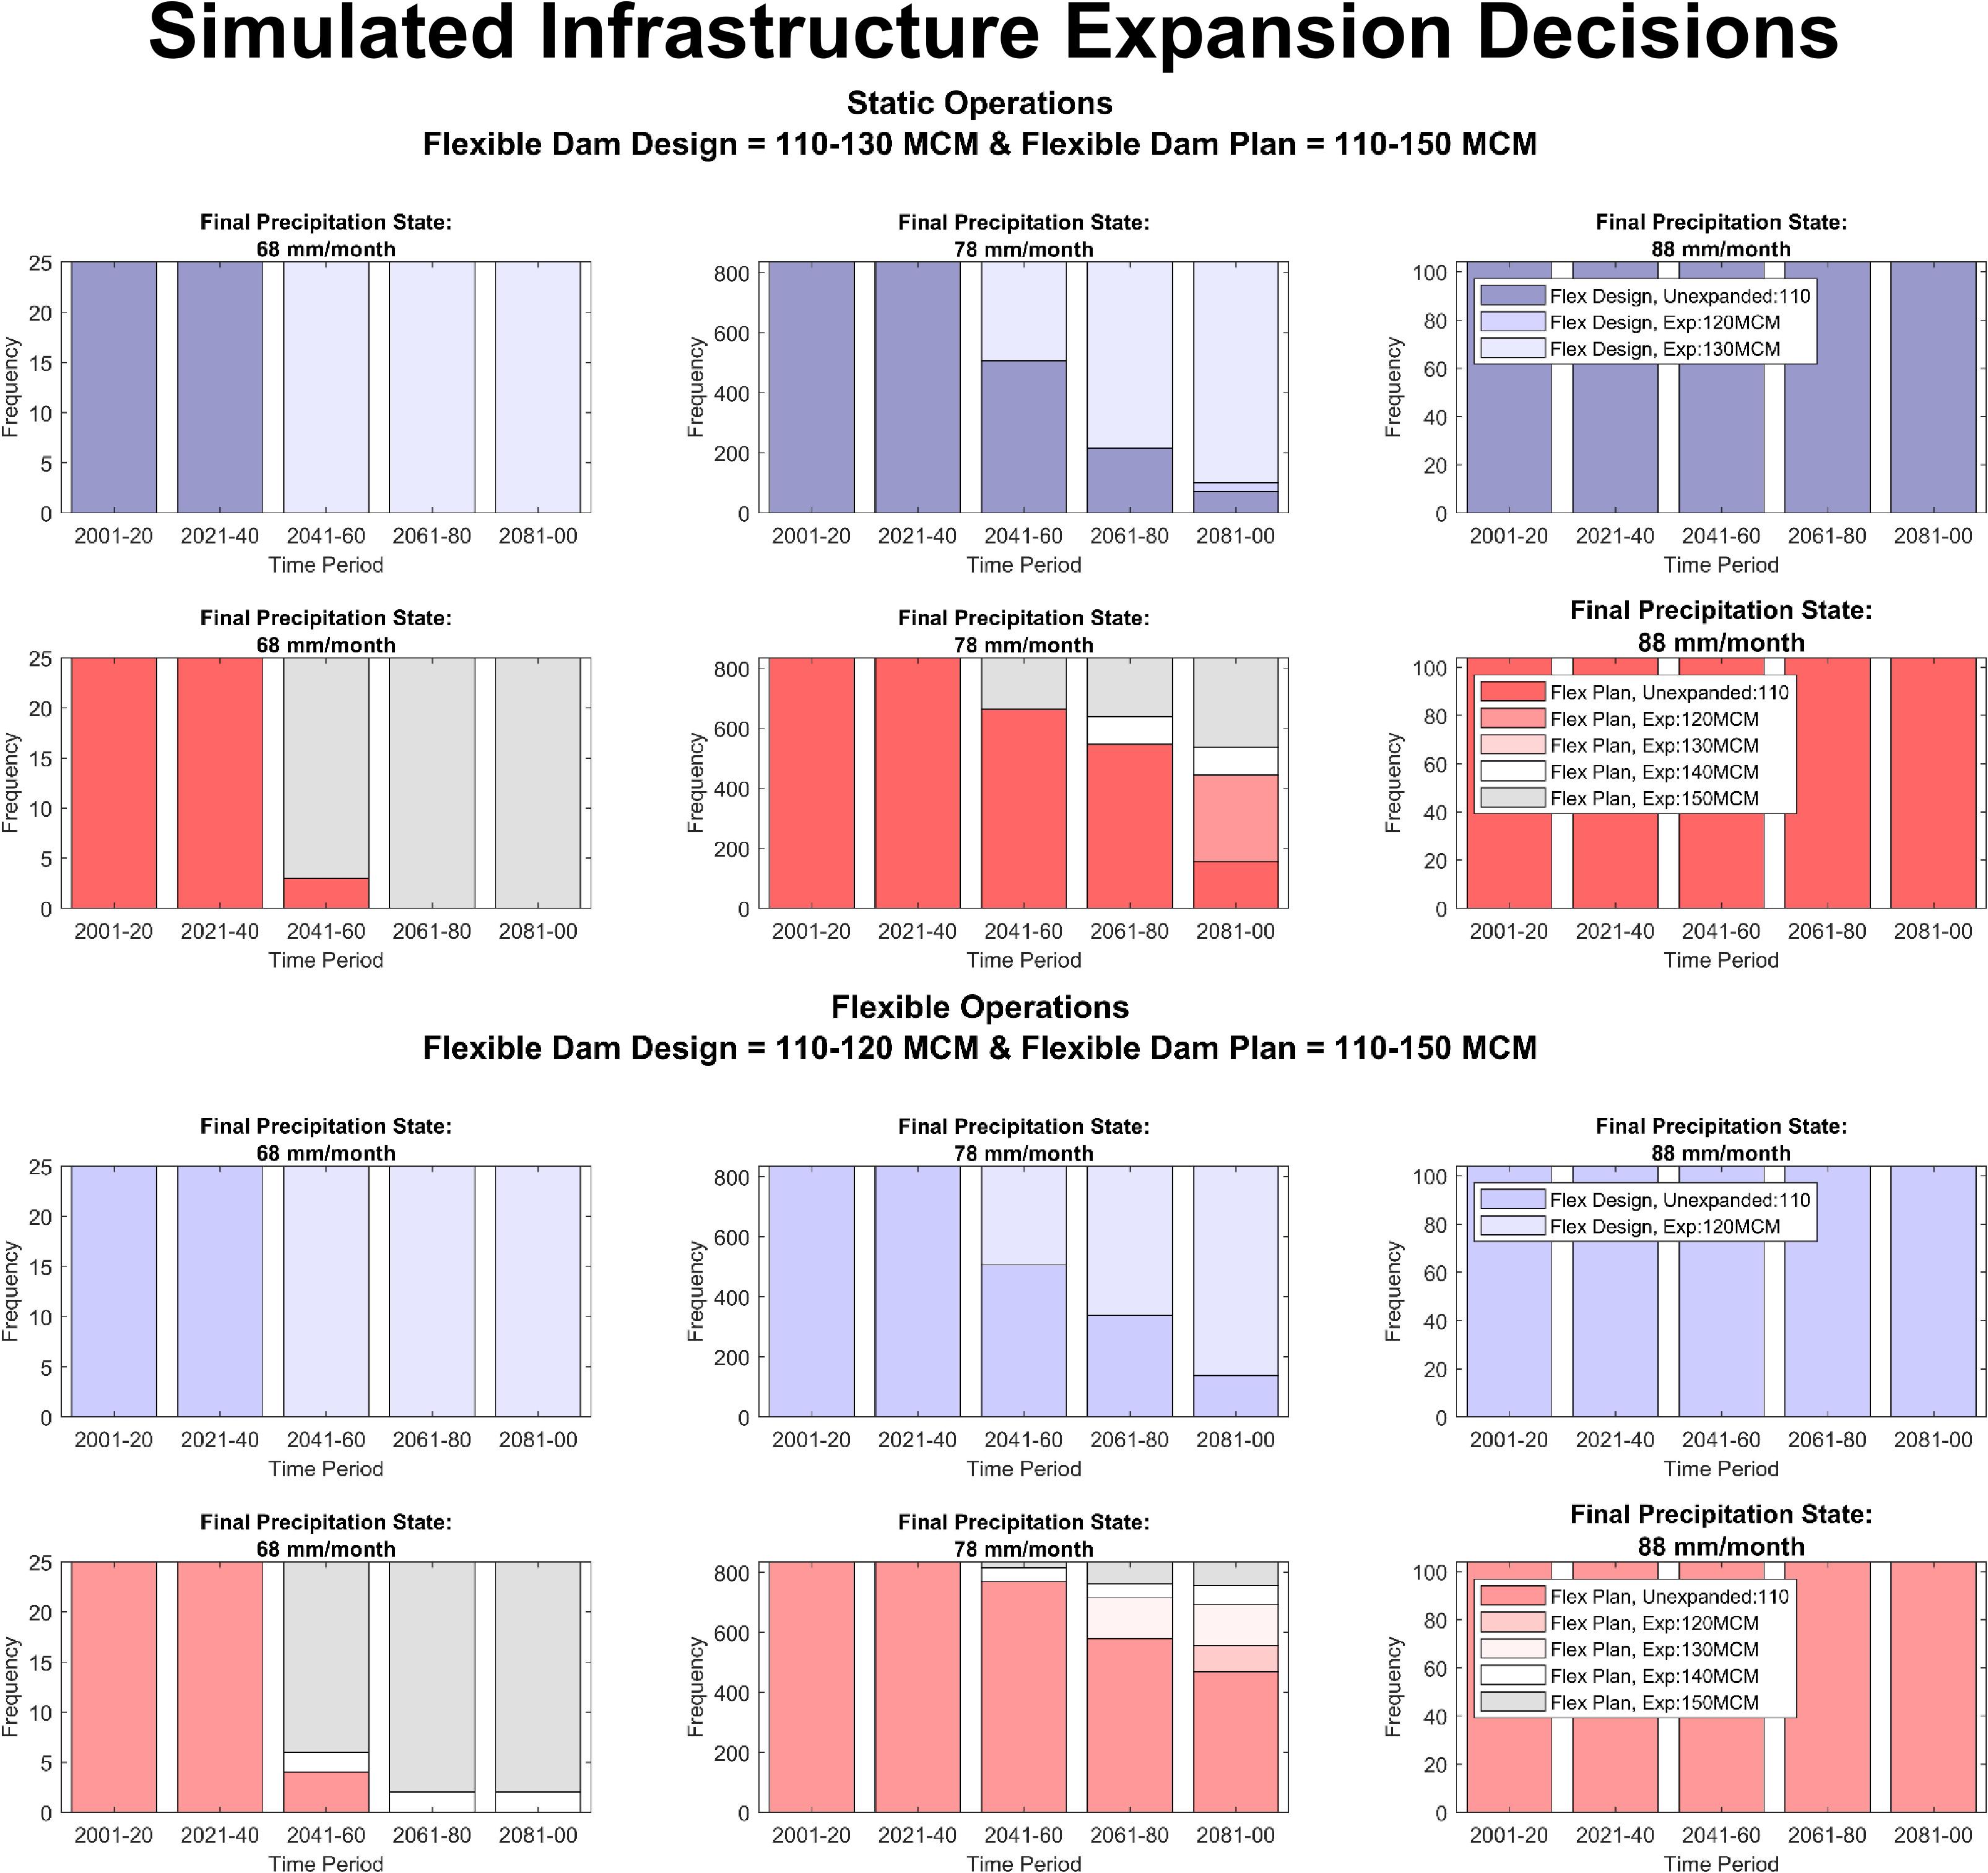 Simulated Infrastructure Expansion Decisions
Static Operations
Flexible Dam Design = 110-130 MCM & Flexible Dam Plan = 110-150 MCM
Final Precipitation State:
68 mm/month
25
20
15
10
5
0
Frequency
2001-20 2021-40 2041-60 2061-80 2081-00
Time Period
Final Precipitation State:
78 mm/month
800
600
400
200
0
Frequency
2001-20 2021-40 2041-60 2061-80 2081-00
Time Period
Final Precipitation State:
88 mm/month
100
80
60
40
20
0
Frequency
Flex Design, Unexpanded:110
Flex Design, Exp:120MCM
Flex Design, Exp:130MCM
2001-20 2021-40 2041-60 2061-80 2081-00
Time Period
Final Precipitation State:
68 mm/month
25
20
15
10
5
0
Frequency
2001-20 2021-40 2041-60 2061-80 2081-00
Time Period
Final Precipitation State:
78 mm/month
800
600
400
200
0
Frequency
2001-20 2021-40 2041-60 2061-80 2081-00
Time Period
Final Precipitation State:
88 mm/month
100
80
60
40
20
0
Frequency
Flex Plan, Unexpanded:110
Flex Plan, Exp:120MCM
Flex Plan, Exp:130MCM
Flex Plan, Exp:140MCM
Flex Plan, Exp:150MCM
2001-20 2021-40 2041-60 2061-80 2081-00
Time Period
Flexible Operations
Flexible Dam Design = 110-120 MCM & Flexible Dam Plan = 110-150 MCM
Final Precipitation State:
68 mm/month
25
20
15
10
5
0
Frequency
2001-20 2021-40 2041-60 2061-80 2081-00
Time Period
Final Precipitation State:
78 mm/month
800
600
400
200
0
Frequency
2001-20 2021-40 2041-60 2061-80 2081-00
Time Period
Final Precipitation State:
88 mm/month
100
80
60
40
20
0
Frequency
Flex Design, Unexpanded:110
Flex Design, Exp:120MCM
2001-20 2021-40 2041-60 2061-80 2081-00
Time Period
Final Precipitation State:
68 mm/month
25
20
15
10
5
0
Frequency
2001-20 2021-40 2041-60 2061-80 2081-00
Time Period
Final Precipitation State:
78 mm/month
800
600
400
200
0
Frequency
2001-20 2021-40 2041-60 2061-80 2081-00
Time Period
Final Precipitation State:
88 mm/month
100
80
60
40
20
0
Frequency
Flex Plan, Unexpanded:110
Flex Plan, Exp:120MCM
Flex Plan, Exp:130MCM
Flex Plan, Exp:140MCM
Flex Plan, Exp:150MCM
2001-20 2021-40 2041-60 2061-80 2081-00
Time Period